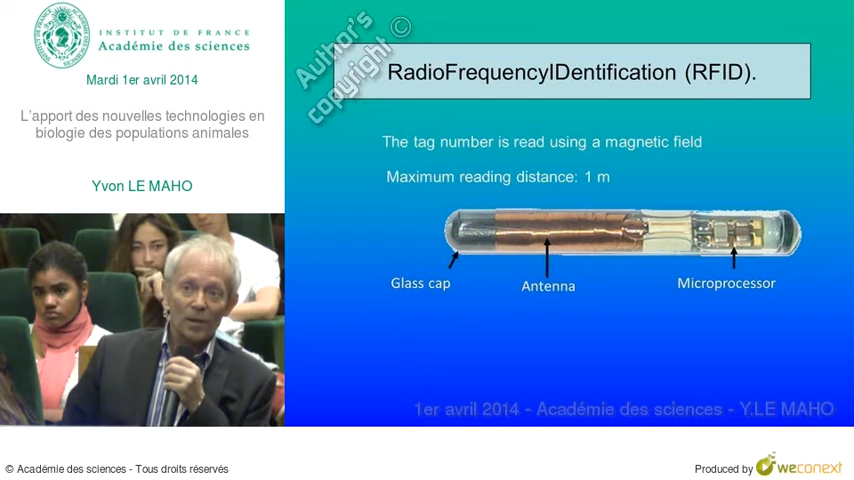 INSTITUT DE FRANCE
Académie des sciences
Mardi 1er avril 2014
L'apport des nouvelles technologies en
biologie des populations animales
Yvon LE MAHO
Author's
copyright ©
RadioFrequencyIDentification (RFID).
The tag number is read using a magnetic field
Maximum reading distance: 1 m
Glass cap
Antenna
Microprocessor
1er avril 2014 - Académie des sciences - Y.LE MAHO
© Académie des sciences - Tous droits réservés
Produced by weconext